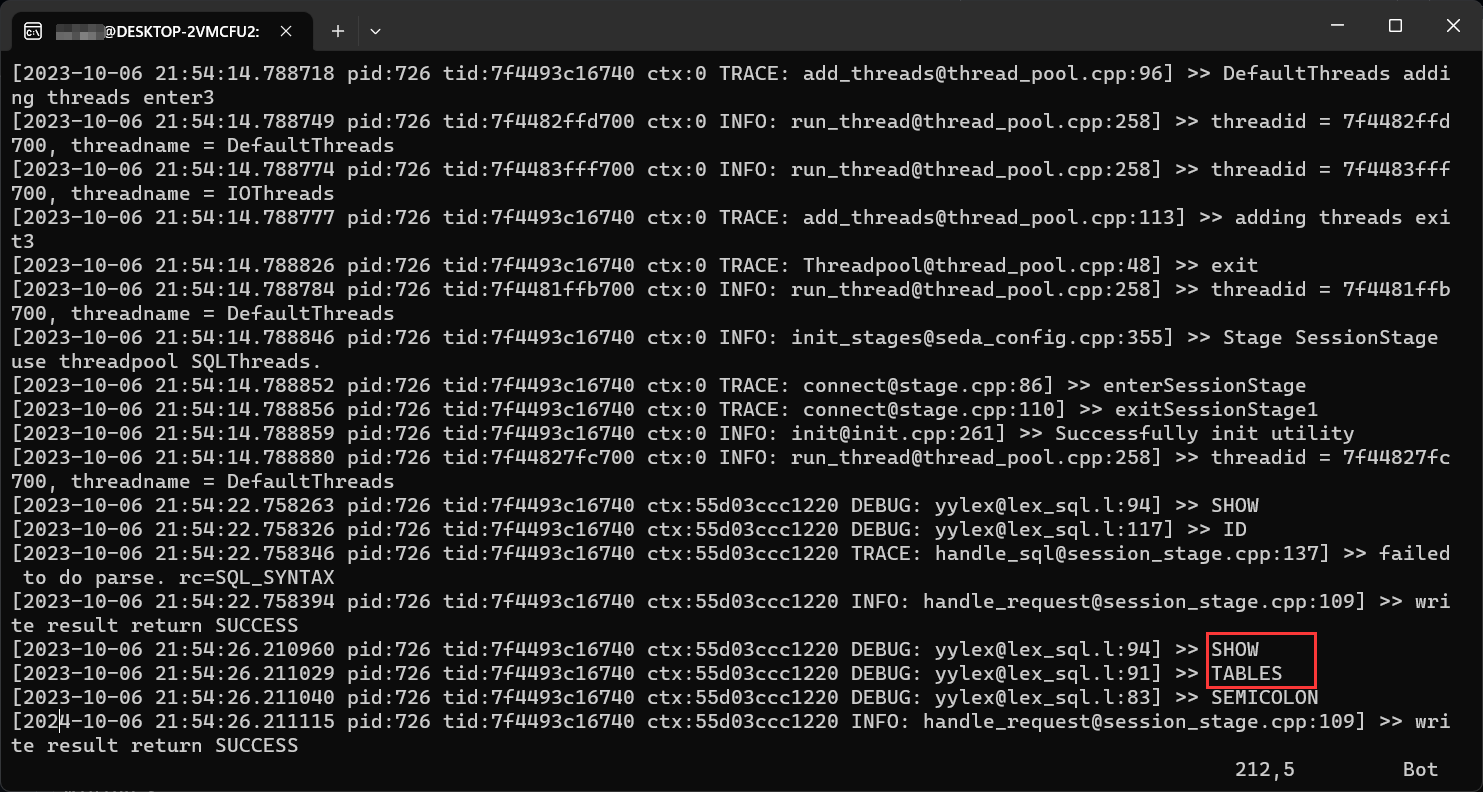 @DESKTOP-2VMCFU2:
[2023-10-06 21:54:14.788718 pid:726 tid:7f4493c16740 ctx:0 TRACE: add_threads@thread_pool.cpp:96] >> DefaultThreads addi
ng threads enter3
[2023-10-06 21:54:14.788749 pid:726 tid:7f4482ffd700 ctx:0 INFO: run_thread@thread_pool.cpp:258] >> threadid = 7f4482ffd
700, threadname = DefaultThreads
[2023-10-06 21:54:14.788774 pid:726 tid:7f4483fff700 ctx:0 INFO: run_thread@thread_pool.cpp:258] >> threadid = 7f4483fff
700, threadname = IOThreads
[2023-10-06 21:54:14.788777 pid:726 tid:7f4493c16740 ctx:0 TRACE: add_threads@thread_pool.cpp:113] >> adding threads exi
t3
[2023-10-06 21:54:14.788826 pid:726 tid:7f4493c16740 ctx:0 TRACE: Threadpool@thread_pool.cpp:48] >> exit
[2023-10-06 21:54:14.788784 pid:726 tid:7f4481ffb700 ctx:0 INFO: run_thread@thread_pool.cpp:258] >> threadid = 7f4481ffb
700, threadname = DefaultThreads
[2023-10-06 21:54:14.788846 pid:726 tid:7f4493c16740 ctx:0 INFO: init_stages@seda_config.cpp:355] >> Stage SessionStage
use threadpool SQLThreads.
[2023-10-06 21:54:14.788852 pid:726 tid:7f4493c16740 ctx:0 TRACE: connect@stage.cpp:86] >> enterSessionStage
[2023-10-06 21:54:14.788856 pid:726 tid:7f4493c16740 ctx:0 TRACE: connect@stage.cpp:110] >> exitSessionStage1
[2023-10-06 21:54:14.788859 pid:726 tid:7f4493c16740 ctx:0 INFO: init@init.cpp:261] >> Successfully init utility
[2023-10-06 21:54:14.788880 pid:726 tid:7f44827fc700 ctx:0 INFO: run_thread@thread_pool.cpp:258] >> threadid = 7f44827fc
700, threadname = DefaultThreads
[2023-10-06 21:54:22.758263 pid:726 tid:7f4493c16740 ctx:55d03ccc1220 DEBUG: yylex@lex_sql.l:94] >> SHOW
[2023-10-06 21:54:22.758326 pid:726 tid:7f4493c16740 ctx:55d03ccc1220 DEBUG: yylex@lex_sql.l:117] >> ID
[2023-10-06 21:54:22.758346 pid:726 tid:7f4493c16740 ctx:55d03ccc1220 TRACE: handle_sql@session_stage.cpp:137] >> failed
to do parse. rc=SQL_SYNTAX
[2023-10-06 21:54:22.758394 pid:726 tid:7f4493c16740 ctx:55d03ccc1220 INFO: handle_request@session_stage.cpp:109] >> wri
te result return SUCCESS
[2023-10-06 21:54:26.210960 pid:726 tid:7f4493c16740 ctx:55d03ccc1220 DEBUG: yylex@lex_sql.l:94] >> SHOW
[2023-10-06 21:54:26.211029 pid:726 tid:7f4493c16740 ctx:55d03ccc1220 DEBUG: yylex@lex_sql.l:91] >> TABLES
[2023-10-06 21:54:26.211040 pid:726 tid:7f4493c16740 ctx:55d03ccc1220 DEBUG: yylex@lex_sql.l:83] >> SEMICOLON
[2024-10-06 21:54:26.211115 pid:726 tid:7f4493c16740 ctx:55d03ccc1220 INFO: handle_request@session_stage.cpp:109] >> wri
te result return SUCCESS
212,5 Bot